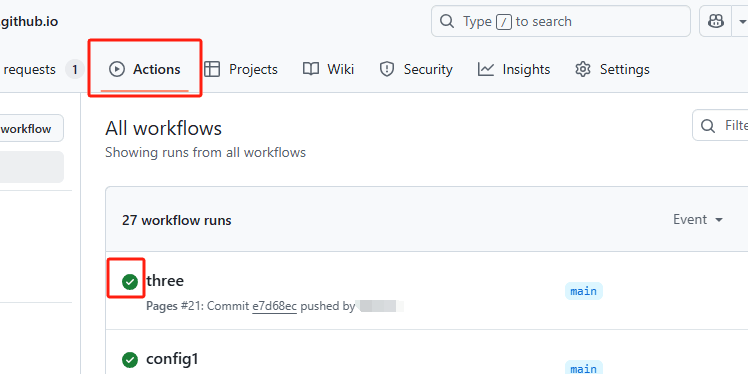 .github.io
Type / to search
requests 1 Actions Projects Wiki Security Insights Settings
workflow
All workflows
Showing runs from all workflows
Filte
27 workflow runs Event
three
main
Pages #21: Commit e7d68ec pushed by
config1
main